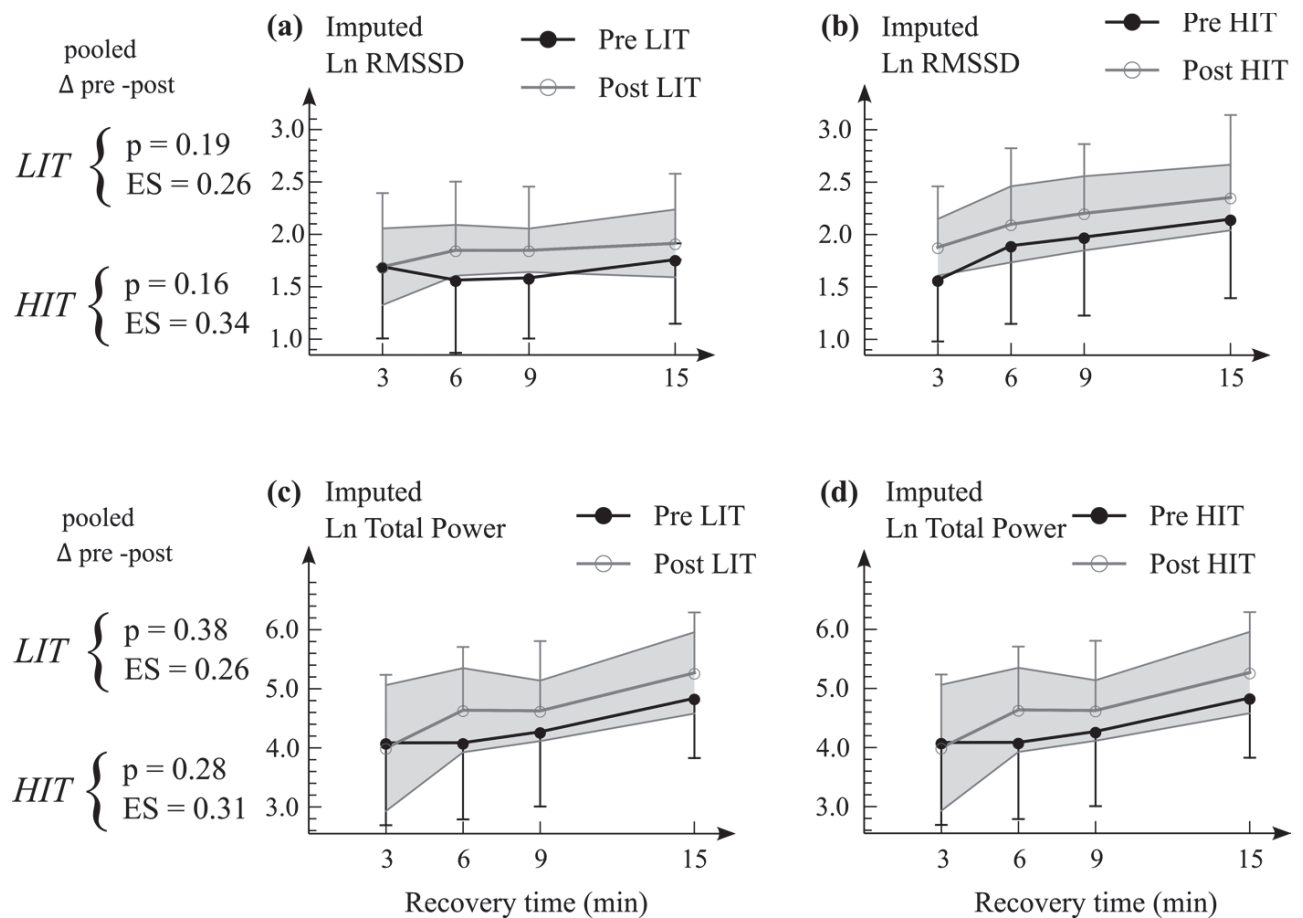 pooled
Δ pre -post
LIT { p = 0.19
ES = 0.26
HIT { p = 0.16
ES = 0.34
(a) Imputed
Ln RMSSD
Pre LIT
Post LIT
3.0
2.5
2.0
1.5
1.0
3 6 9 15
(b) Imputed
Ln RMSSD
Pre HIT
Post HIT
3.0
2.5
2.0
1.5
1.0
3 6 9 15
pooled
Δ pre -post
LIT { p = 0.38
ES = 0.26
HIT { p = 0.28
ES = 0.31
(c) Imputed
Ln Total Power
Pre LIT
Post LIT
6.0
5.0
4.0
3.0
3 6 9 15
Recovery time (min)
(d) Imputed
Ln Total Power
Pre HIT
Post HIT
6.0
5.0
4.0
3.0
3 6 9 15
Recovery time (min)